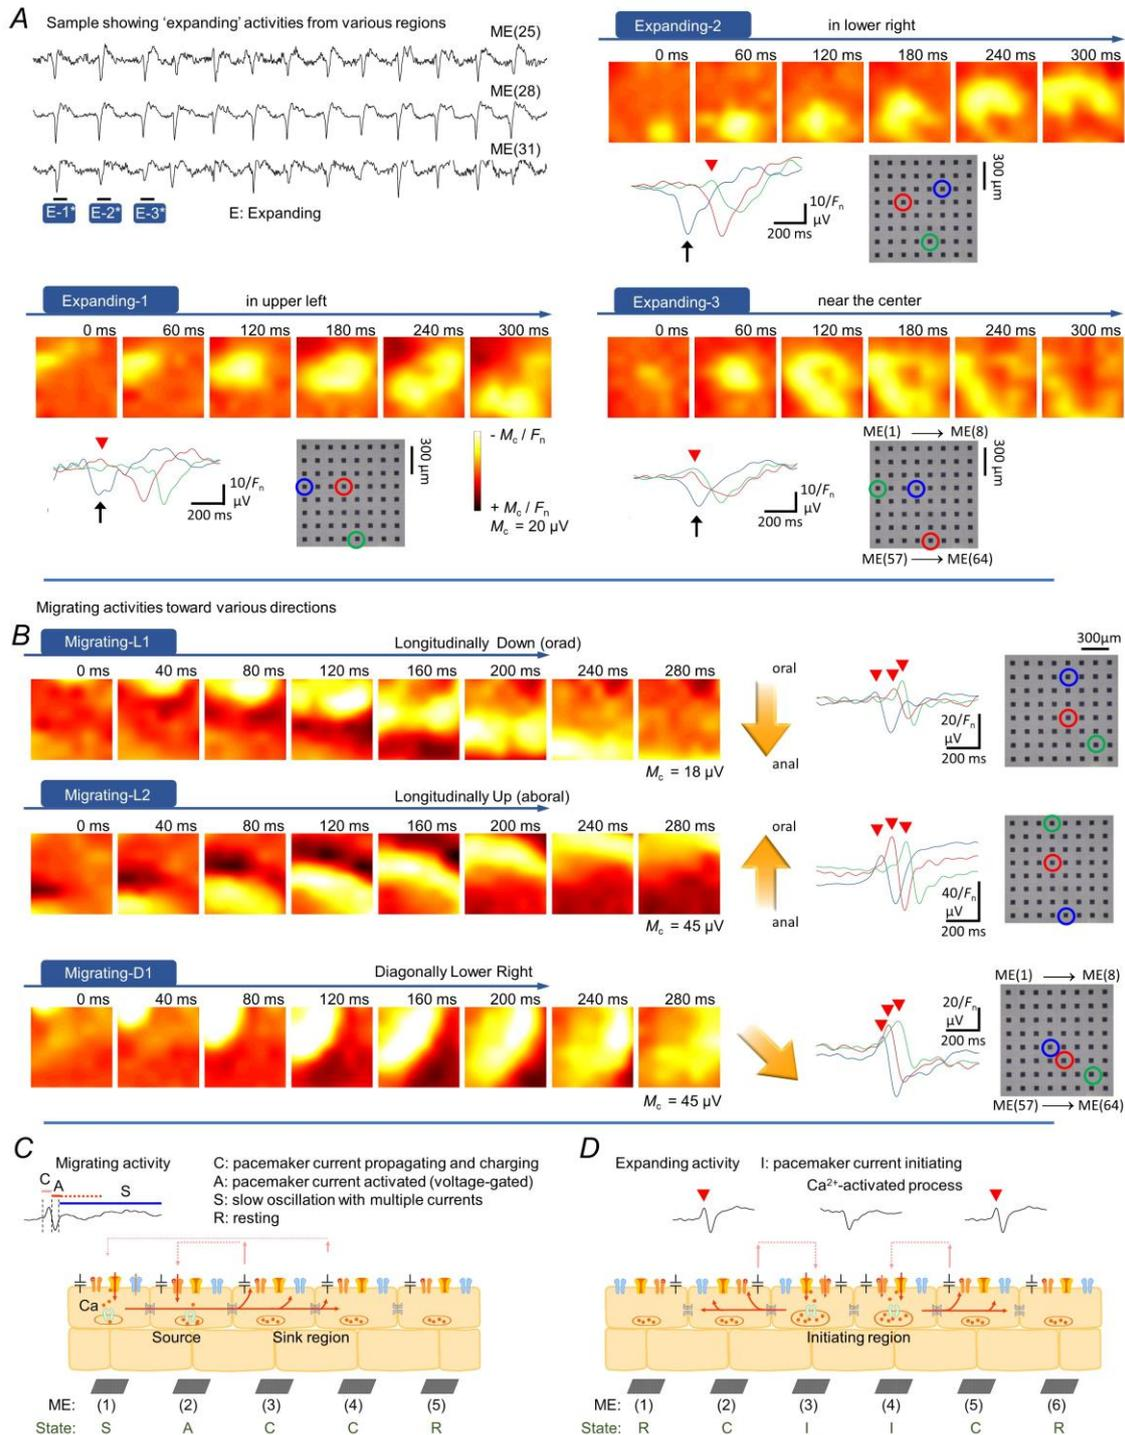 A
Sample showing ‘expanding’ activities from various regions
ME(25)
ME(28)
ME(31)
E-1*
E-2*
E-3*
E: Expanding
Expanding-2
in lower right
0 ms 60 ms 120 ms 180 ms 240 ms 300 ms
10/Fn
µV
200 ms
300 µm
Expanding-1
in upper left
0 ms 60 ms 120 ms 180 ms 240 ms 300 ms
10/Fn
µV
200 ms
300 µm
- Mc / Fn
+ Mc / Fn
Mc = 20 µV
Expanding-3
near the center
0 ms 60 ms 120 ms 180 ms 240 ms 300 ms
10/Fn
µV
200 ms
ME(1) ⟶ ME(8)
300 µm
ME(57) ⟶ ME(64)
Migrating activities toward various directions
B
Migrating-L1
Longitudinally Down (orad)
0 ms 40 ms 80 ms 120 ms 160 ms 200 ms 240 ms 280 ms
Mc = 18 µV
oral
anal
20/Fn
µV
200 ms
300µm
Migrating-L2
Longitudinally Up (aboral)
0 ms 40 ms 80 ms 120 ms 160 ms 200 ms 240 ms 280 ms
Mc = 45 µV
oral
anal
40/Fn
µV
200 ms
Migrating-D1
Diagonally Lower Right
0 ms 40 ms 80 ms 120 ms 160 ms 200 ms 240 ms 280 ms
Mc = 45 µV
20/Fn
µV
200 ms
ME(1) ⟶ ME(8)
ME(57) ⟶ ME(64)
C
Migrating activity
C A S
C: pacemaker current propagating and charging
A: pacemaker current activated (voltage-gated)
S: slow oscillation with multiple currents
R: resting
Ca
Source
Sink region
ME: (1) (2) (3) (4) (5)
State: S A C C R
D
Expanding activity
I: pacemaker current initiating
Ca2+-activated process
Initiating region
ME: (1) (2) (3) (4) (5) (6)
State: R C I I C R